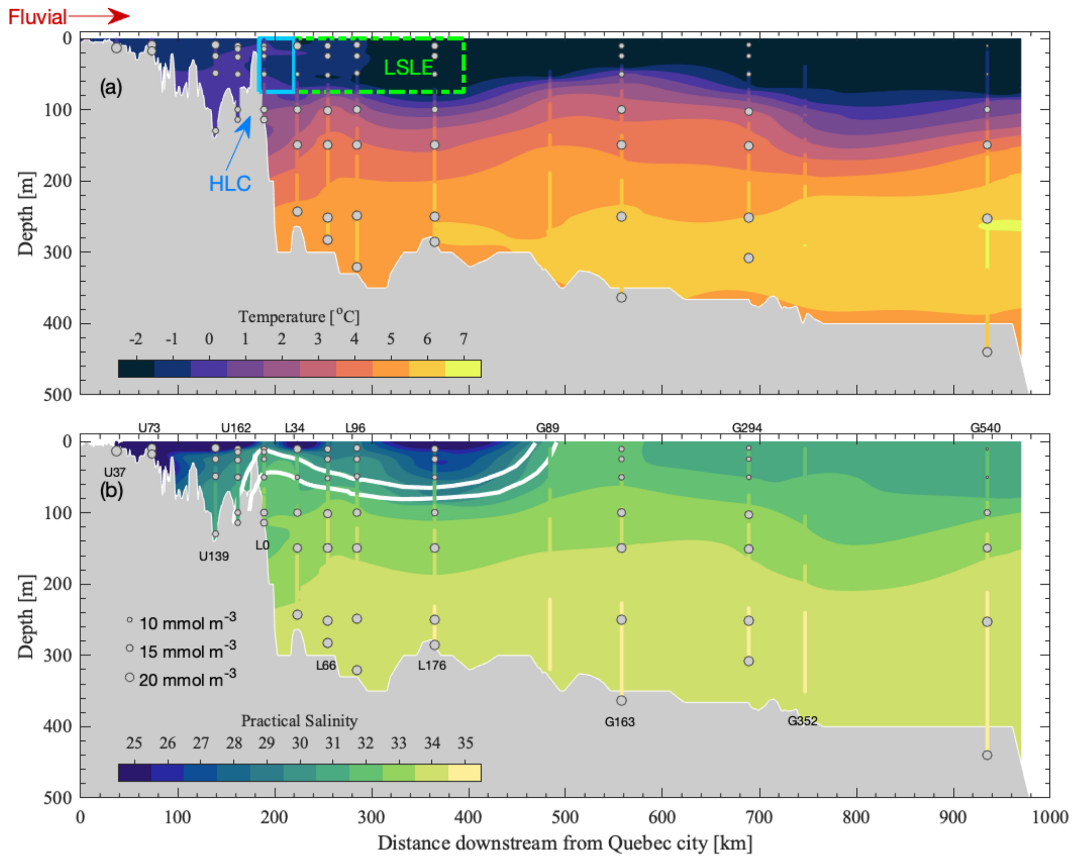 Fluvial
0
100
200
300
400
500
Depth [m]
(a)
LSLE
HLC
Temperature [°C]
-2 -1 0 1 2 3 4 5 6 7
U73 U162 L34 L96 G89 G294 G540
0
100
200
300
400
500
Depth [m]
U37
(b)
U139
L0
10 mmol m-3
15 mmol m-3
20 mmol m-3
L66
L176
G163
G352
Practical Salinity
25 26 27 28 29 30 31 32 33 34 35
0 100 200 300 400 500 600 700 800 900 1000
Distance downstream from Quebec city [km]